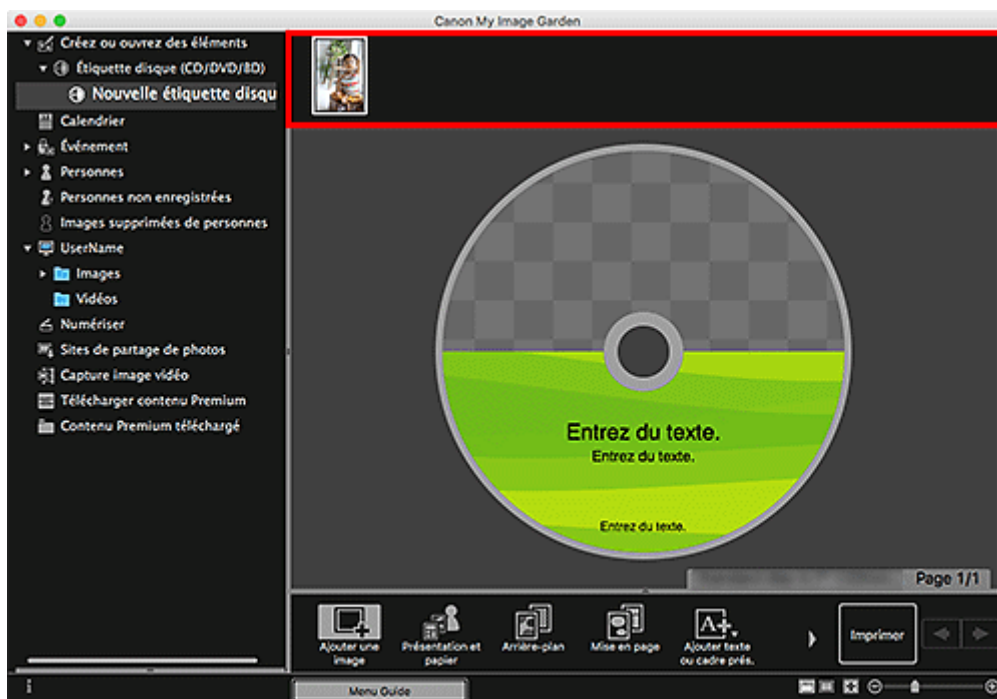 Canon My Image Garden
Créez ou ouvrez des éléments
Étiquette disque (CD/DVD/BD)
Nouvelle étiquette disqu
Calendrier
Événement
Personnes
Personnes non enregistrées
Images supprimées de personnes
UserName
Images
Vidéos
Numériser
Sites de partage de photos
Capture image vidéo
Télécharger contenu Premium
Contenu Premium téléchargé
Entrez du texte.
Entrez du texte.
Entrez du texte.
Page 1/1
Ajouter une
image
Présentation et
papier
Arrière-plan
Mise en page
Ajouter texte
ou cadre prés.
Imprimer
Menu Guide